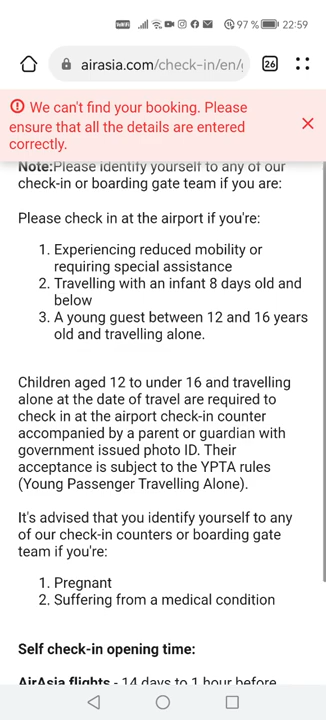 VoWiFi 97 % 22:59
airasia.com/check-in/en/ 26
We can't find your booking. Please
ensure that all the details are entered
correctly.
Note:Please identify yourself to any of our
check-in or boarding gate team if you are:
Please check in at the airport if you're:
1. Experiencing reduced mobility or
requiring special assistance
2. Travelling with an infant 8 days old and
below
3. A young guest between 12 and 16 years
old and travelling alone.
Children aged 12 to under 16 and travelling
alone at the date of travel are required to
check in at the airport check-in counter
accompanied by a parent or guardian with
government issued photo ID. Their
acceptance is subject to the YPTA rules
(Young Passenger Travelling Alone).
It's advised that you identify yourself to any
of our check-in counters or boarding gate
team if you're:
1. Pregnant
2. Suffering from a medical condition
Self check-in opening time:
AirAsia flights - 14 days to 1 hour before